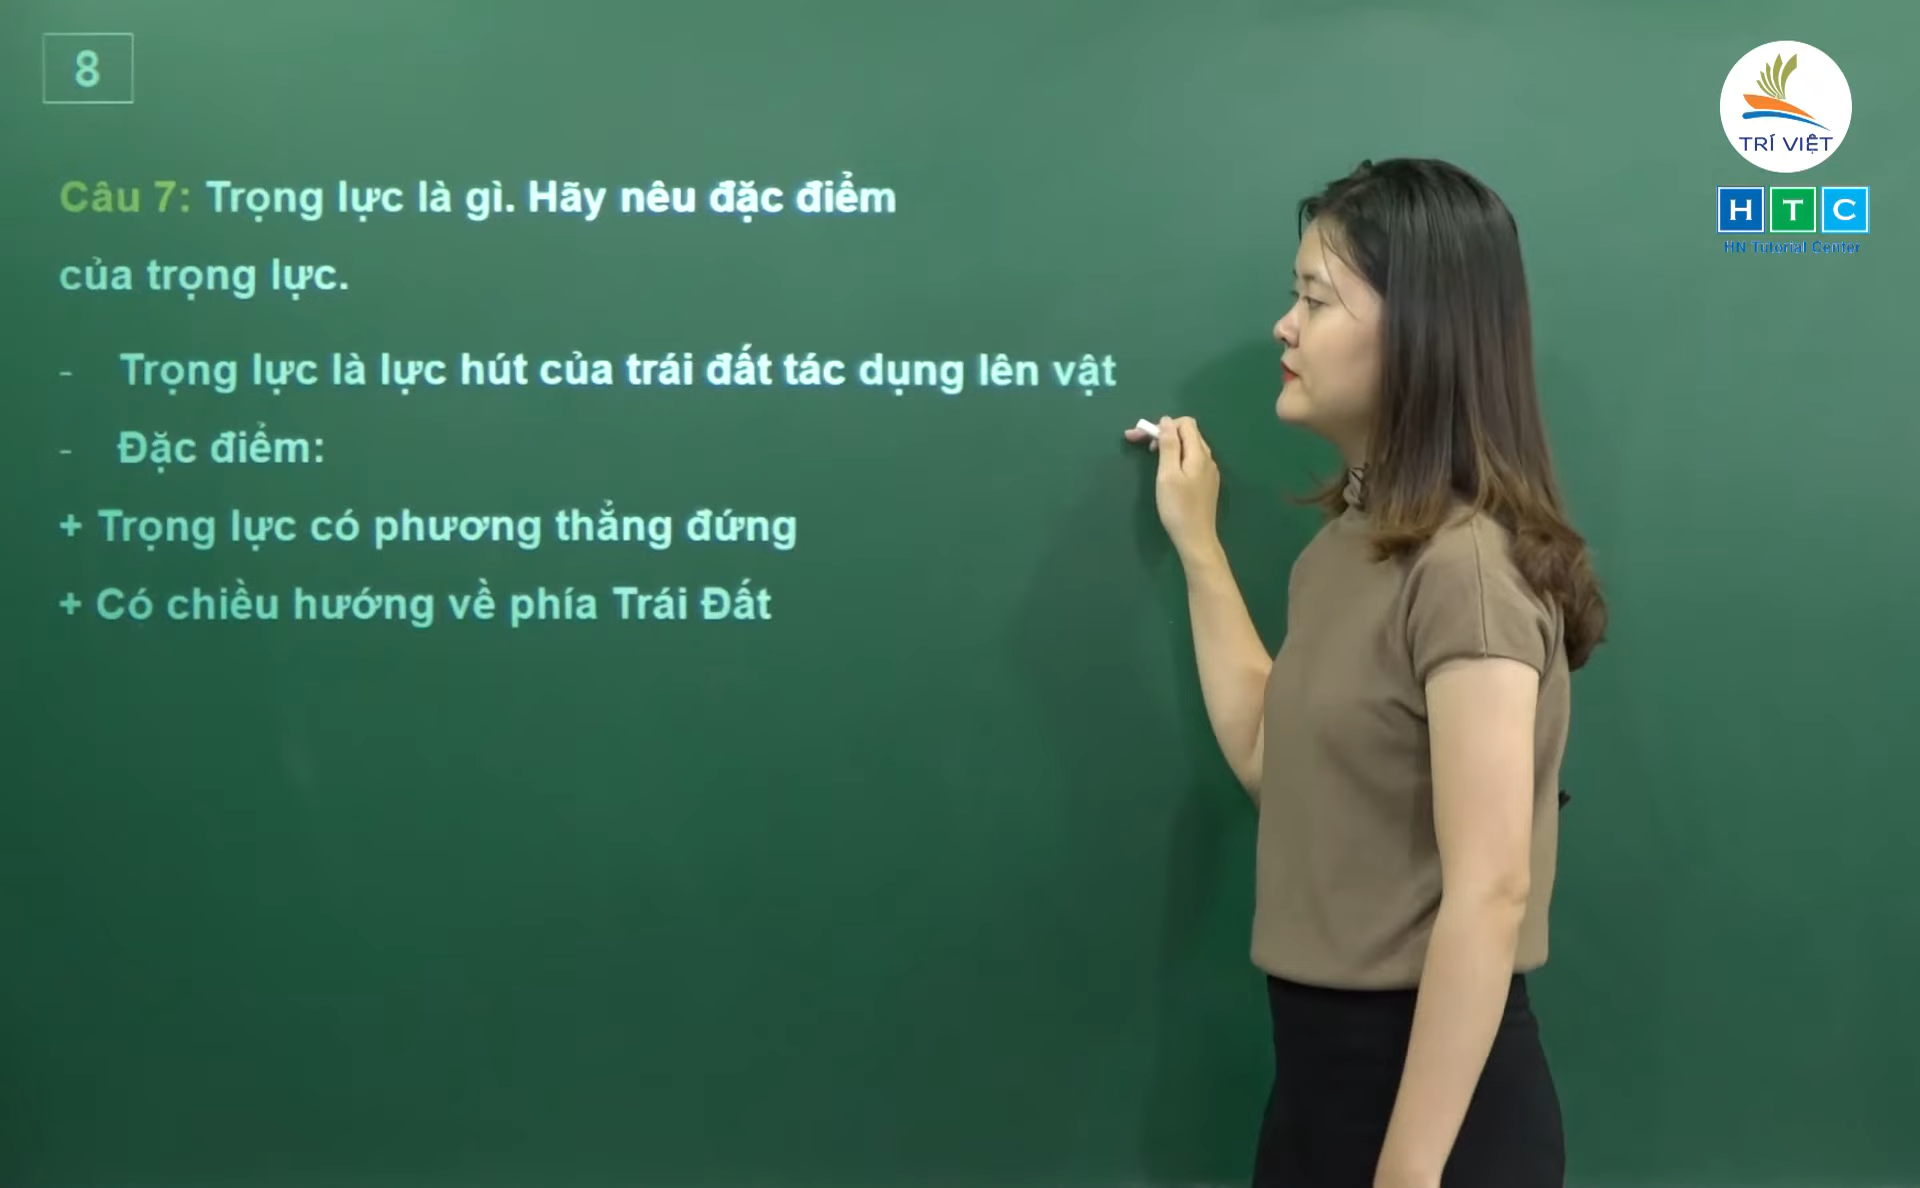 8
TRÍ VIỆT
H T C
HN Tutorial Center
Câu 7: Trọng lực là gì. Hãy nêu đặc điểm
của trọng lực.
- Trọng lực là lực hút của trái đất tác dụng lên vật
- Đặc điểm:
+ Trọng lực có phương thẳng đứng
+ Có chiều hướng về phía Trái Đất